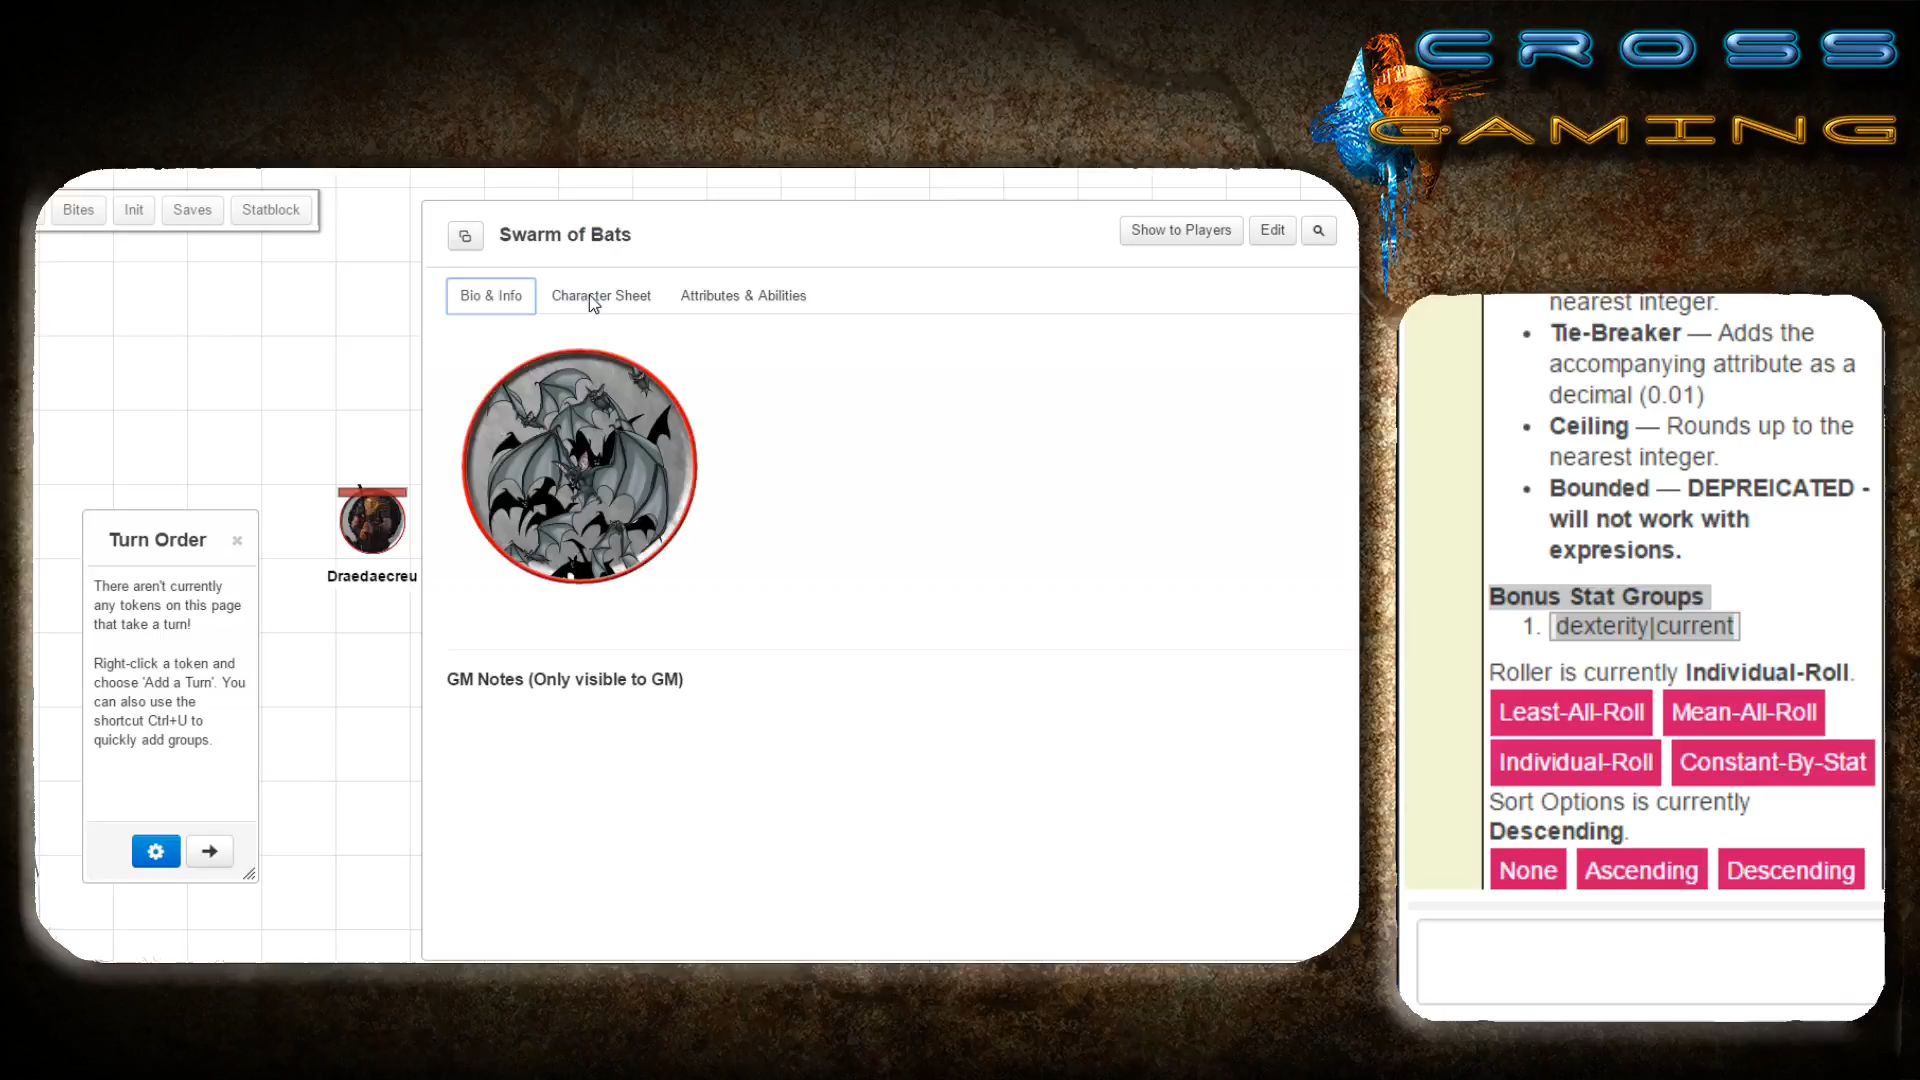 CROSS
GAMING
Bites
Init
Saves
Statblock
Swarm of Bats
Show to Players
Edit
Bio & Info
Character Sheet
Attributes & Abilities
Draedaecreu
Turn Order
×
There aren't currently
any tokens on this page
that take a turn!
Right-click a token and
choose 'Add a Turn'. You
can also use the
shortcut Ctrl+U to
quickly add groups.
GM Notes (Only visible to GM)
nearest integer.
• Tie-Breaker — Adds the
accompanying attribute as a
decimal (0.01)
• Ceiling — Rounds up to the
nearest integer.
• Bounded — DEPREICATED -
will not work with
expresions.
Bonus Stat Groups
1. dexterity|current
Roller is currently Individual-Roll.
Least-All-Roll
Mean-All-Roll
Individual-Roll
Constant-By-Stat
Sort Options is currently
Descending.
None
Ascending
Descending